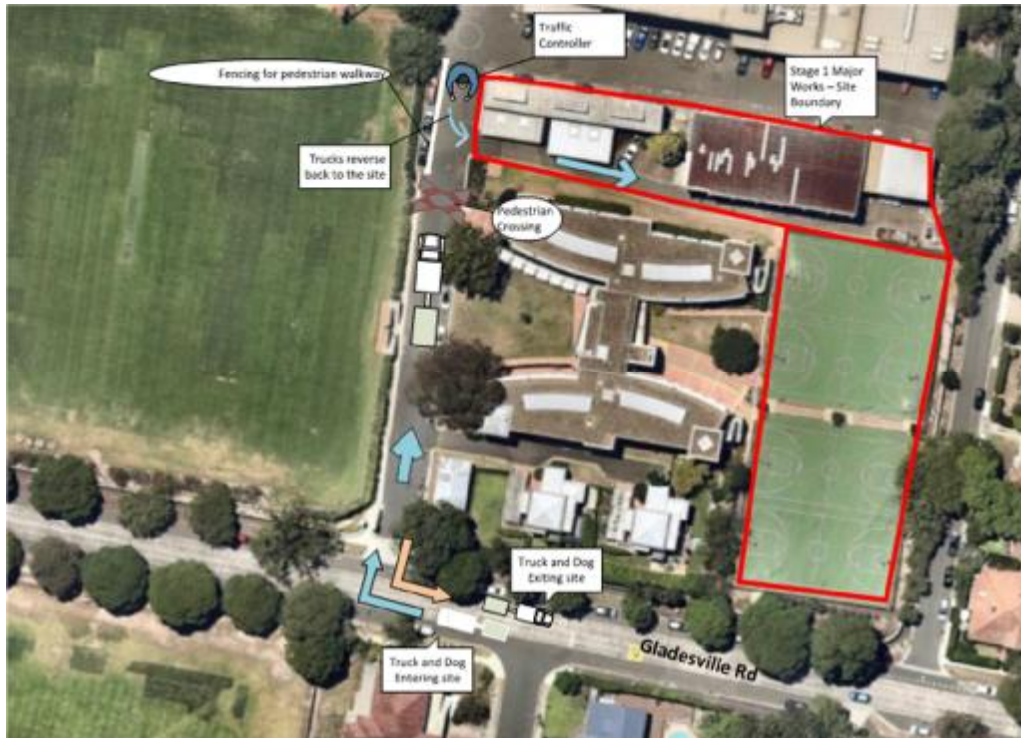 Traffic
Controller
Fencing for pedestrian walkway
Stage 1 Major
Works – Site
Boundary
Trucks reverse
back to the site
Pedestrian
Crossing
Truck and Dog
Exiting site
Gladesville Rd
Truck and Dog
Entering site